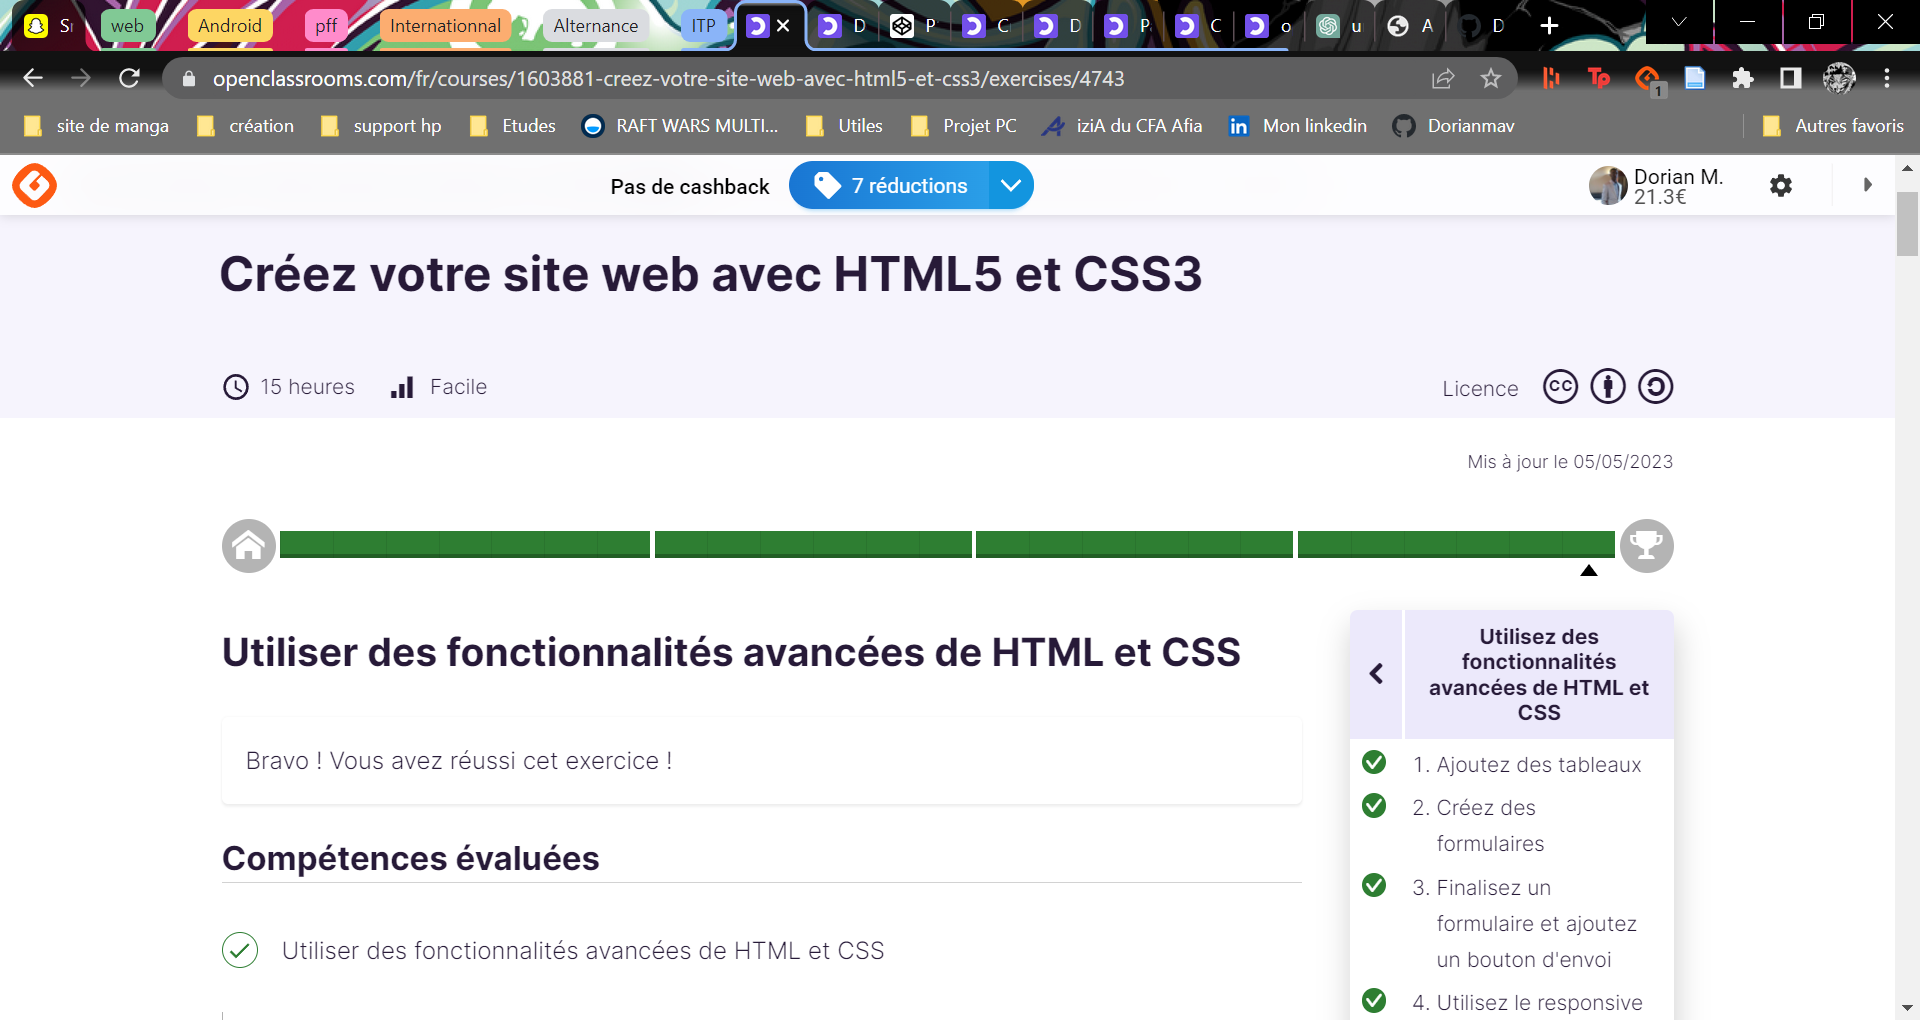 web
Android
pff
Internationnal
Alternance
ITP
D
P
C
D
P
C
o
u
A
D
openclassrooms.com/fr/courses/1603881-creez-votre-site-web-avec-html5-et-css3/exercises/4743
1
site de manga
création
support hp
Etudes
RAFT WARS MULTI...
Utiles
Projet PC
iziA du CFA Afia
Mon linkedin
Dorianmav
Autres favoris
Pas de cashback
7 réductions
Dorian M.
21.3€
Créez votre site web avec HTML5 et CSS3
15 heures
Facile
Licence
Mis à jour le 05/05/2023
Utiliser des fonctionnalités avancées de HTML et CSS
Bravo ! Vous avez réussi cet exercice !
Compétences évaluées
Utiliser des fonctionnalités avancées de HTML et CSS
Utilisez des
fonctionnalités
avancées de HTML et
CSS
1. Ajoutez des tableaux
2. Créez des
formulaires
3. Finalisez un
formulaire et ajoutez
un bouton d'envoi
4. Utilisez le responsive